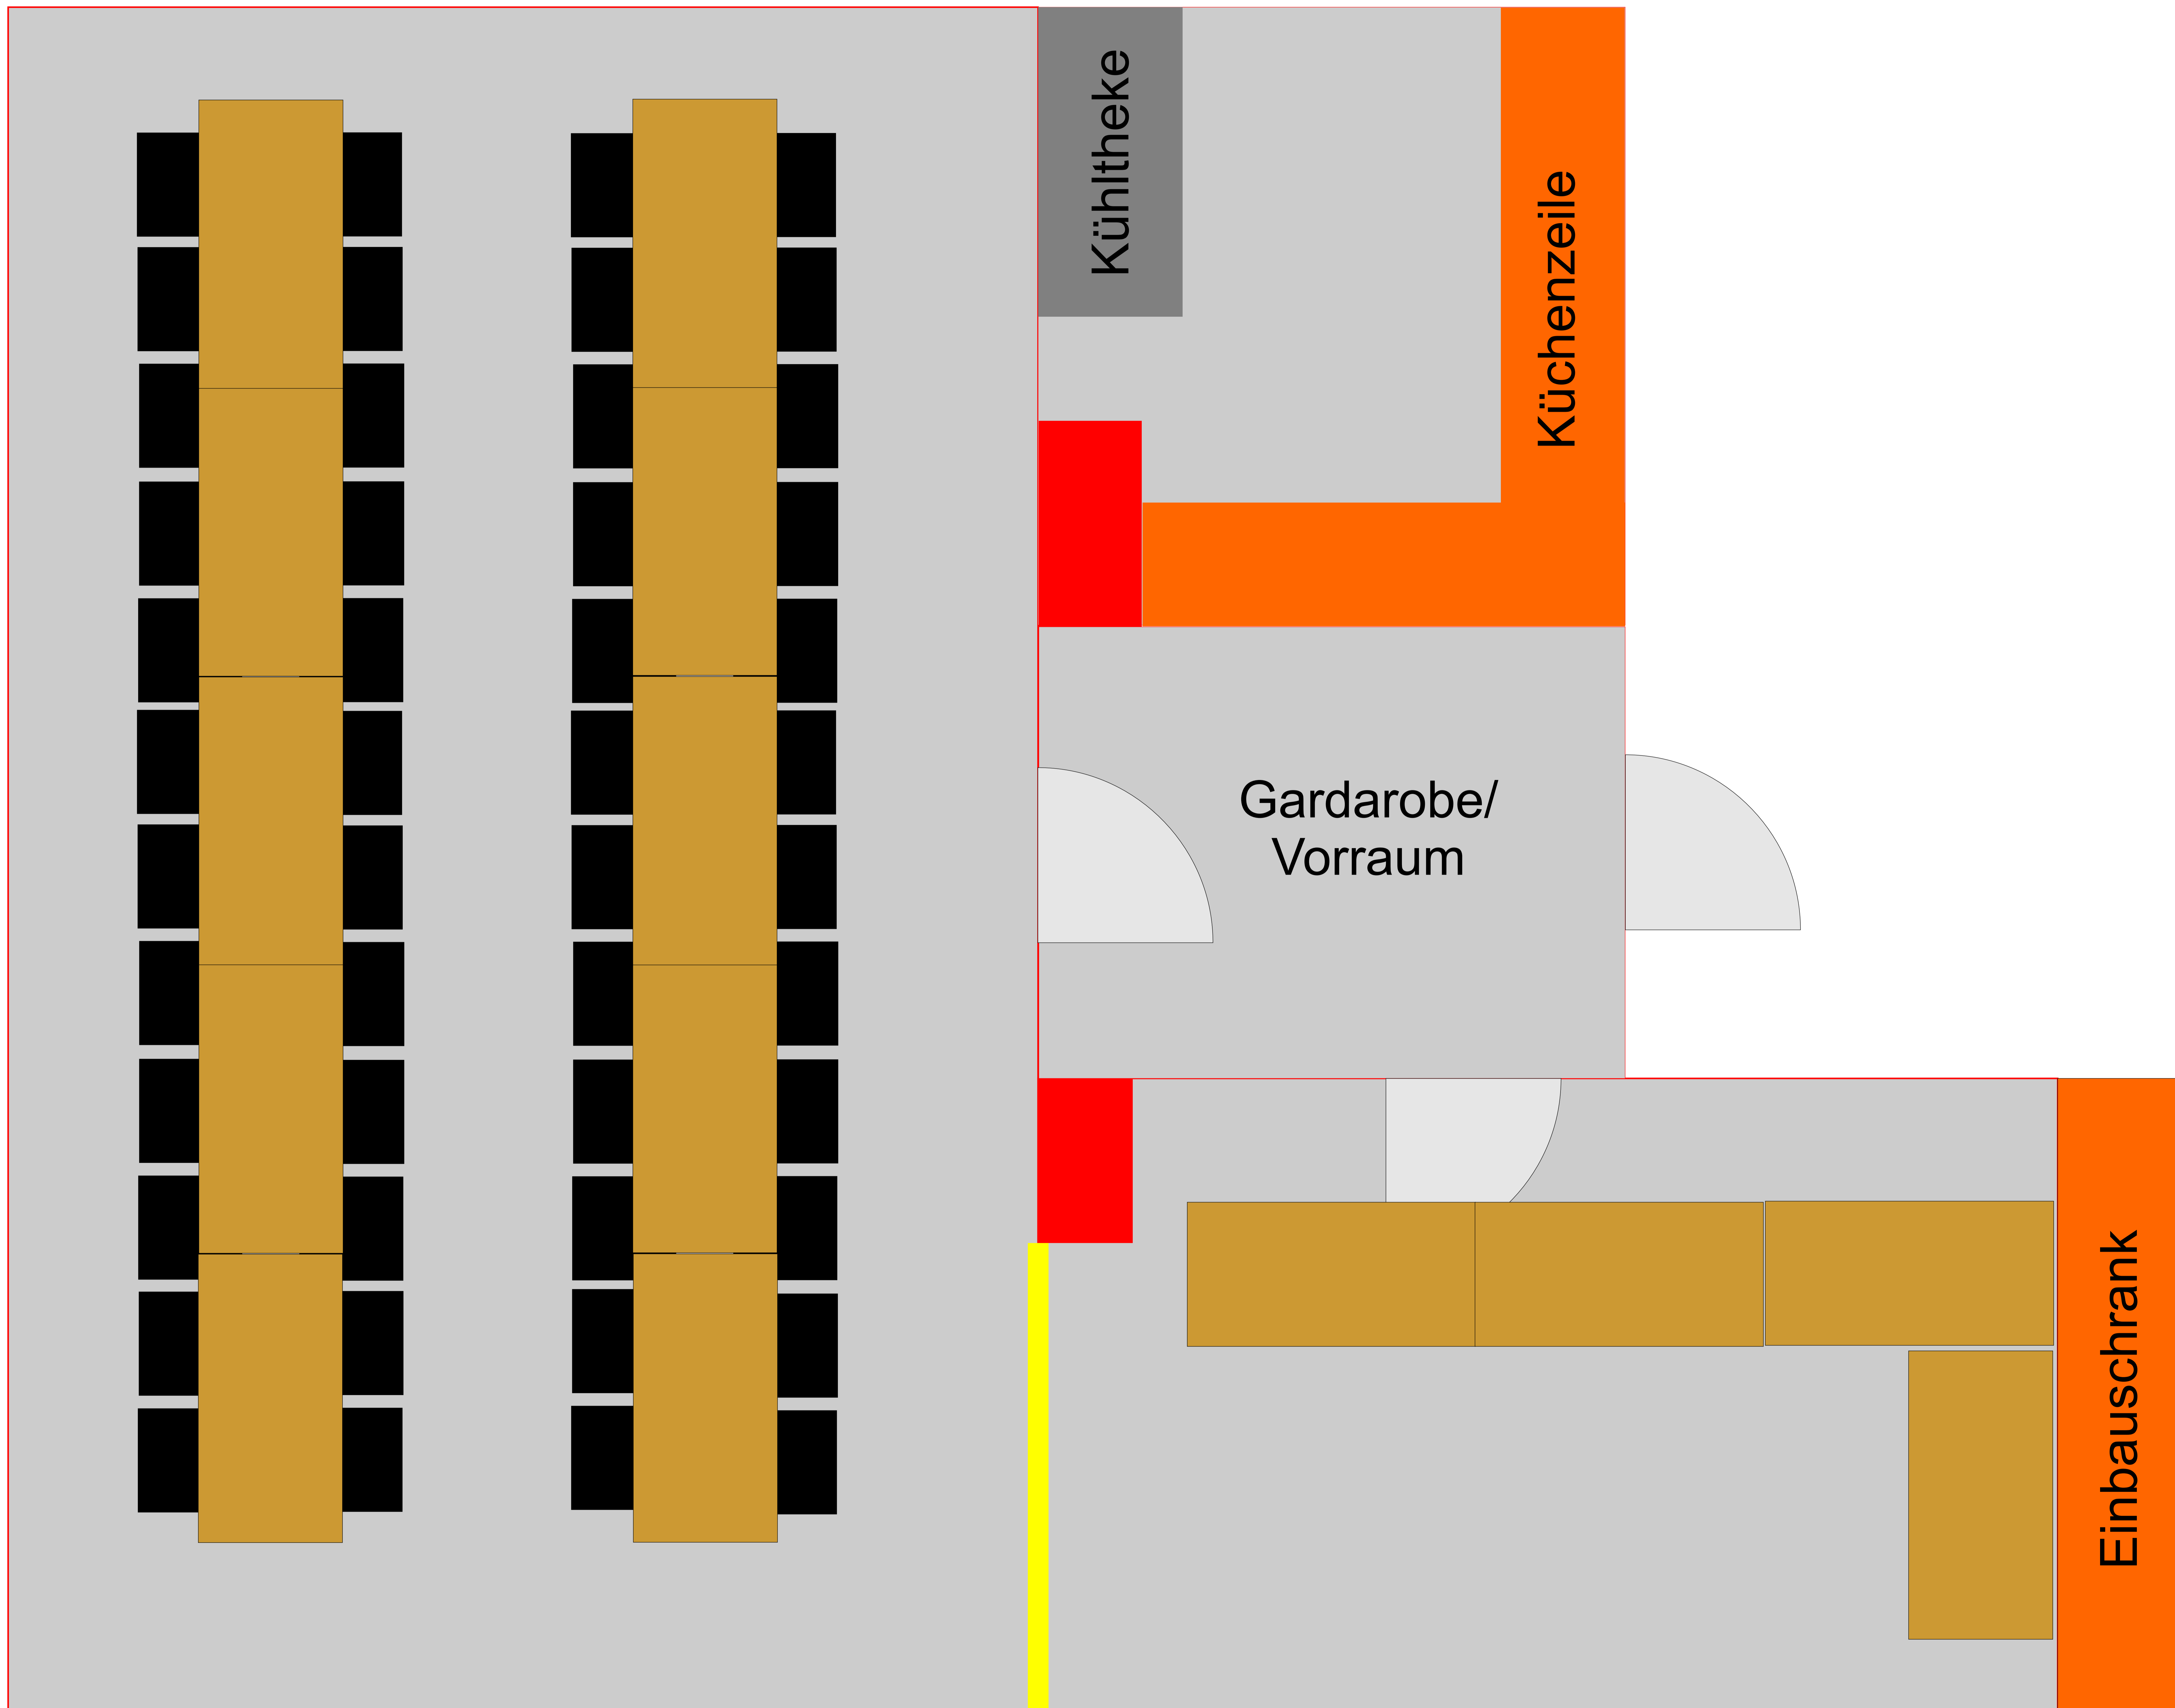 Kühltheke
Küchenzeile
Gardarobe/
Vorraum
Einbauschrank